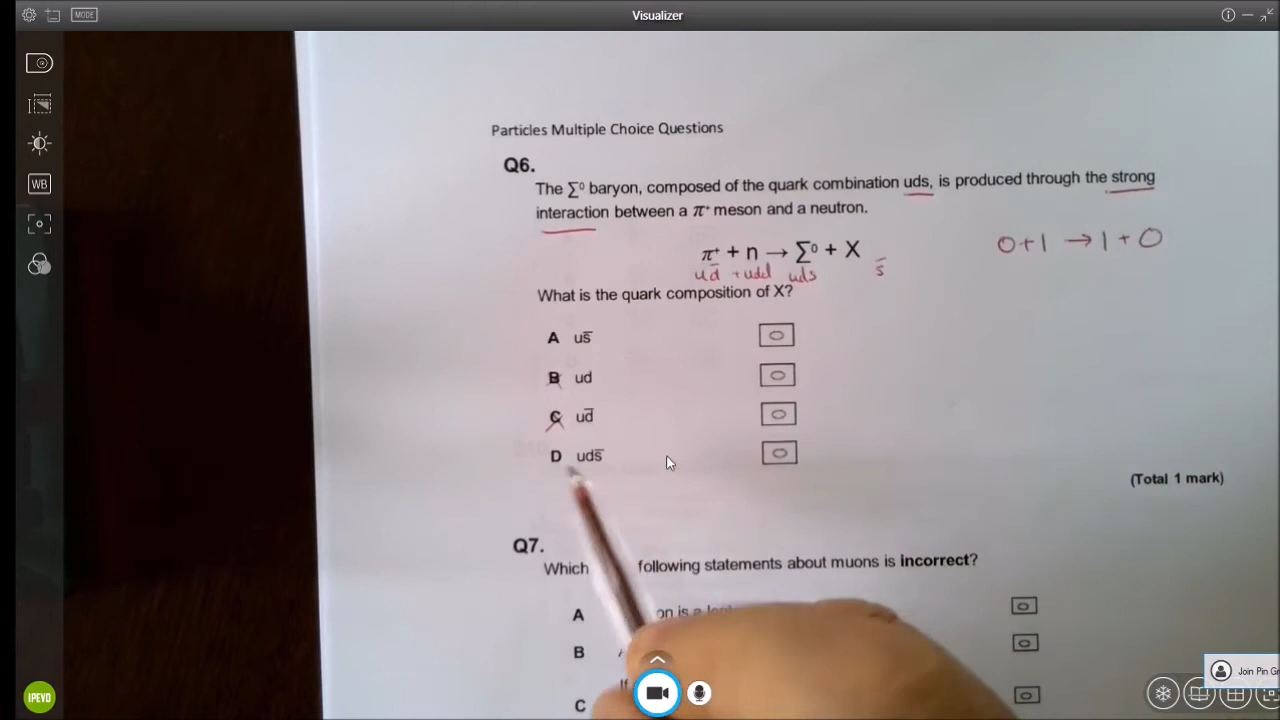 MODE
Visualizer
WB
Particles Multiple Choice Questions
Q6.
The Σ⁰ baryon, composed of the quark combination uds, is produced through the strong
interaction between a π⁺ meson and a neutron.
π⁺ + n → Σ⁰ + X
0+1 → 1 + 0
ud̅ + udd uds s̅
What is the quark composition of X?
A us̅
B ud
C ud̅
D uds̅
(Total 1 mark)
Q7.
Which following statements about muons is incorrect?
A on is a
B
C If
IPEVO
Join Pin